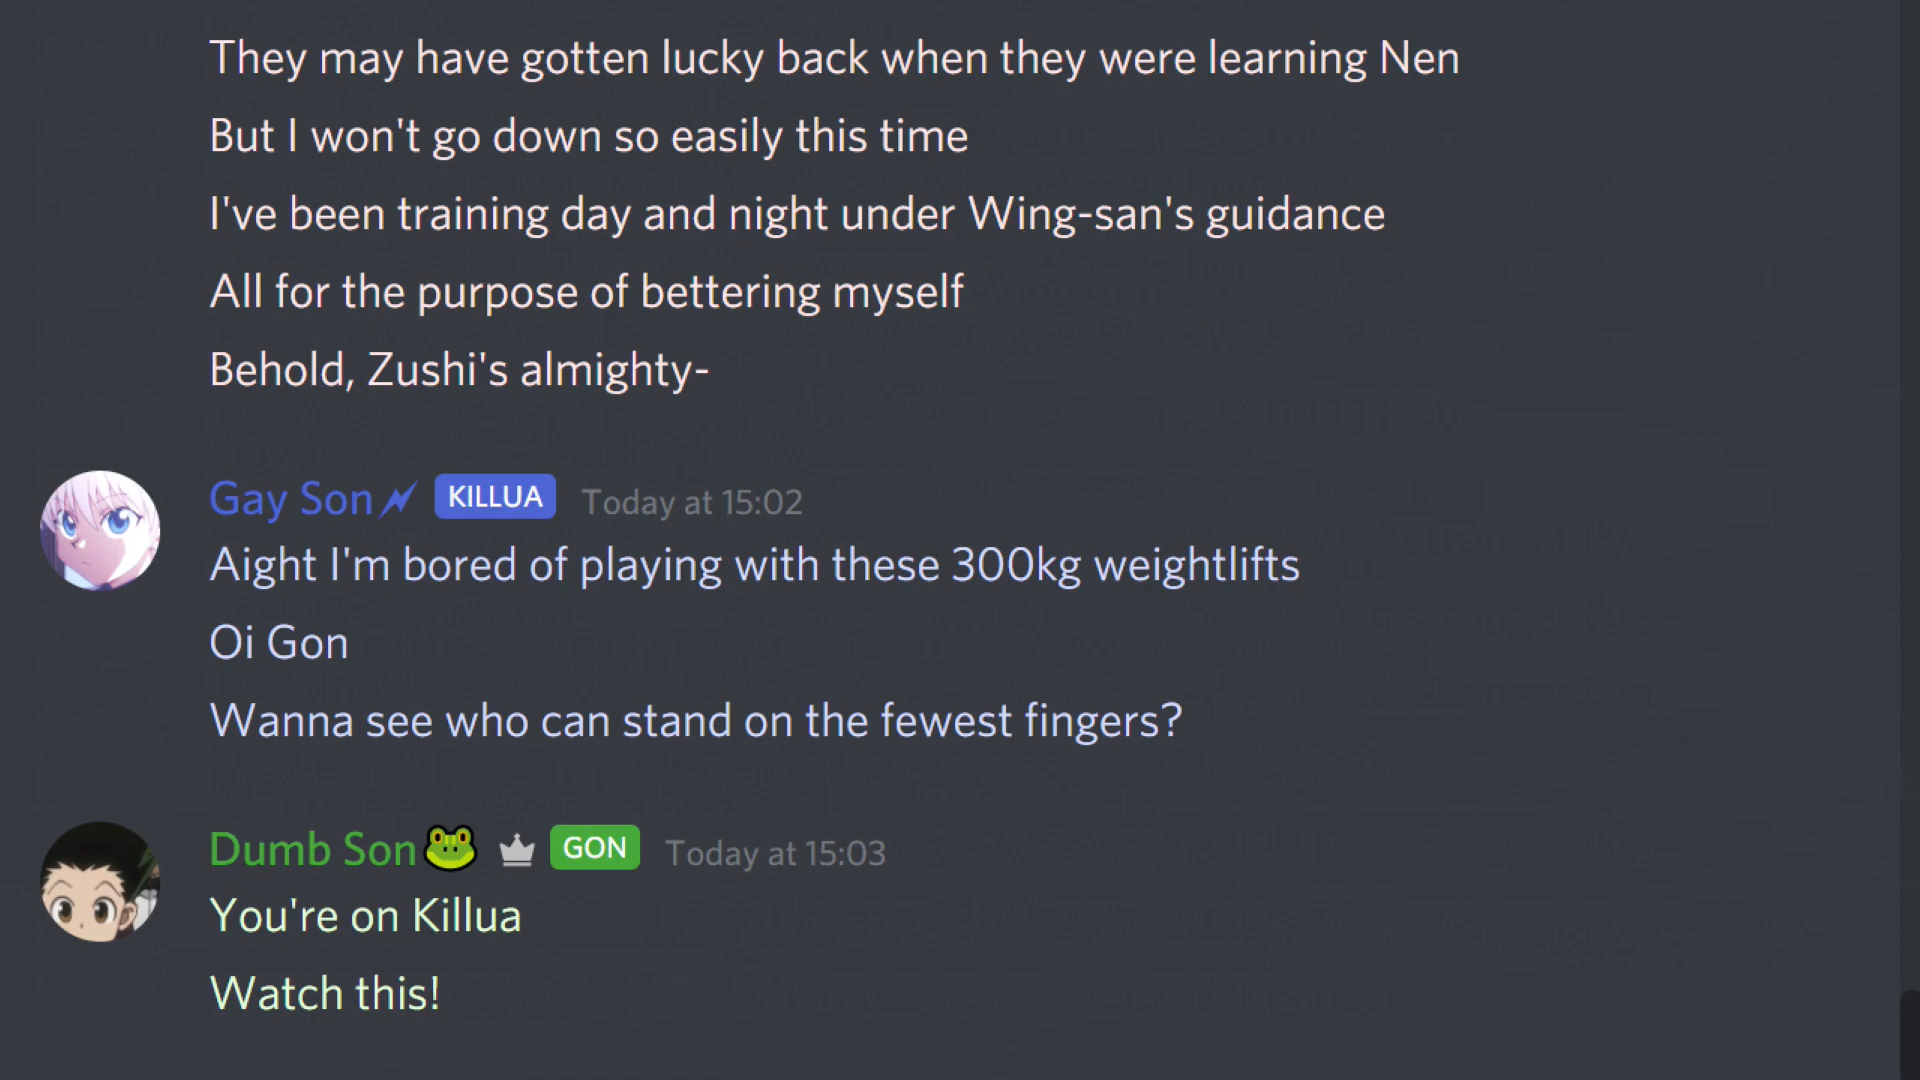 They may have gotten lucky back when they were learning Nen
But I won't go down so easily this time
I've been training day and night under Wing-san's guidance
All for the purpose of bettering myself
Behold, Zushi's almighty-
Gay Son KILLUA Today at 15:02
Aight I'm bored of playing with these 300kg weightlifts
Oi Gon
Wanna see who can stand on the fewest fingers?
Dumb Son🐸 GON Today at 15:03
You're on Killua
Watch this!